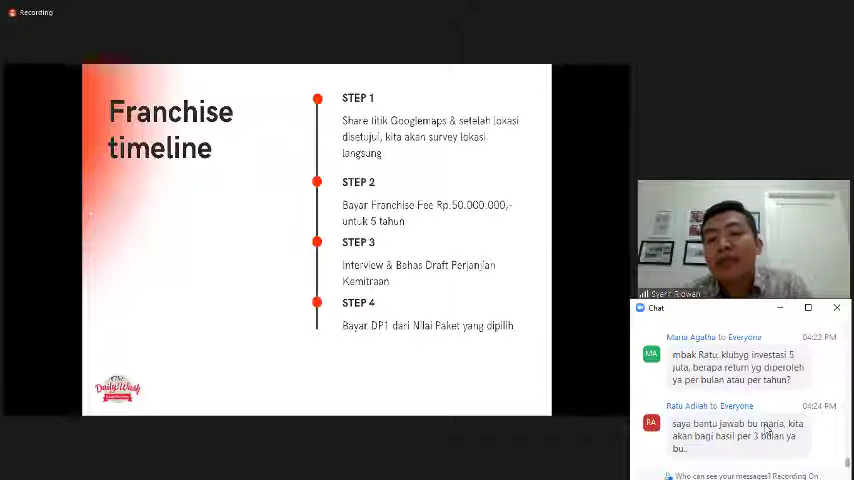 Recording
Franchise
timeline
STEP 1
Share titik Googlemaps & setelah lokasi
disetujui, kita akan survey lokasi
langsung
STEP 2
Bayar Franchise Fee Rp.50.000.000,-
untuk 5 tahun
STEP 3
Interview & Bahas Draft Perjanjian
Kemitraan
STEP 4
Bayar DP1 dari Nilai Paket yang dipilih
The
Daily Wash
Syarif Ridwan
Chat
Maria Agatha to Everyone 04:22 PM
MA
mbak Ratu, klubyg investasi 5
juta, berapa return yg diperoleh
ya per bulan atau per tahun?
Ratu Adilah to Everyone 04:24 PM
RA
saya bantu jawab bu maria, kita
akan bagi hasil per 3 bulan ya
bu..
Who can see your messages? Recording On